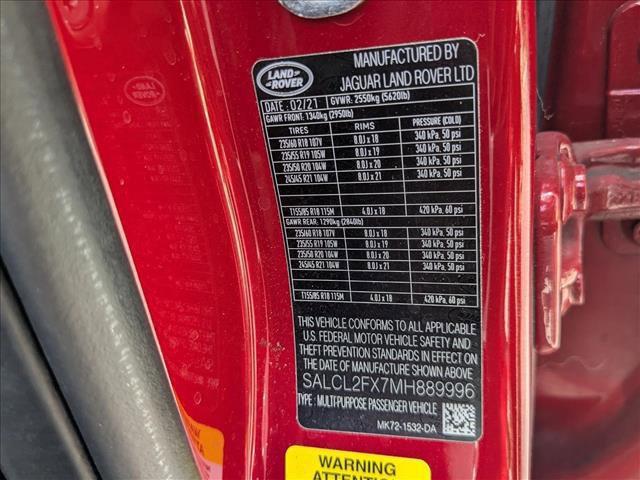 LAND
ROVER
MANUFACTURED BY
JAGUAR LAND ROVER LTD
DATE: 02/21 GVWR: 2550kg (5620lb)
GAWR FRONT: 1340kg (2950lb)
TIRES RIMS PRESSURE (COLD)
235/60 R18 107V 8.0J x 18 340 kPa, 50 psi
235/55 R19 105W 8.0J x 19 340 kPa, 50 psi
235/50 R20 104W 8.0J x 20 340 kPa, 50 psi
245/45 R21 104W 8.0J x 21 340 kPa, 50 psi
T155/85 R18 115M 4.0J x 18 420 kPa, 60 psi
GAWR REAR: 1290kg (2840lb)
235/60 R18 107V 8.0J x 18 340 kPa, 50 psi
235/55 R19 105W 8.0J x 19 340 kPa, 50 psi
235/50 R20 104W 8.0J x 20 340 kPa, 50 psi
245/45 R21 104W 8.0J x 21 340 kPa, 50 psi
T155/85 R18 115M 4.0J x 18 420 kPa, 60 psi
THIS VEHICLE CONFORMS TO ALL APPLICABLE
U.S. FEDERAL MOTOR VEHICLE SAFETY AND
THEFT PREVENTION STANDARDS IN EFFECT ON
THE DATE OF MANUFACTURE SHOWN ABOVE
SALCL2FX7MH889996
TYPE: MULTI-PURPOSE PASSENGER VEHICLE
MK72-1532-DA
WARNING
ATTENTION